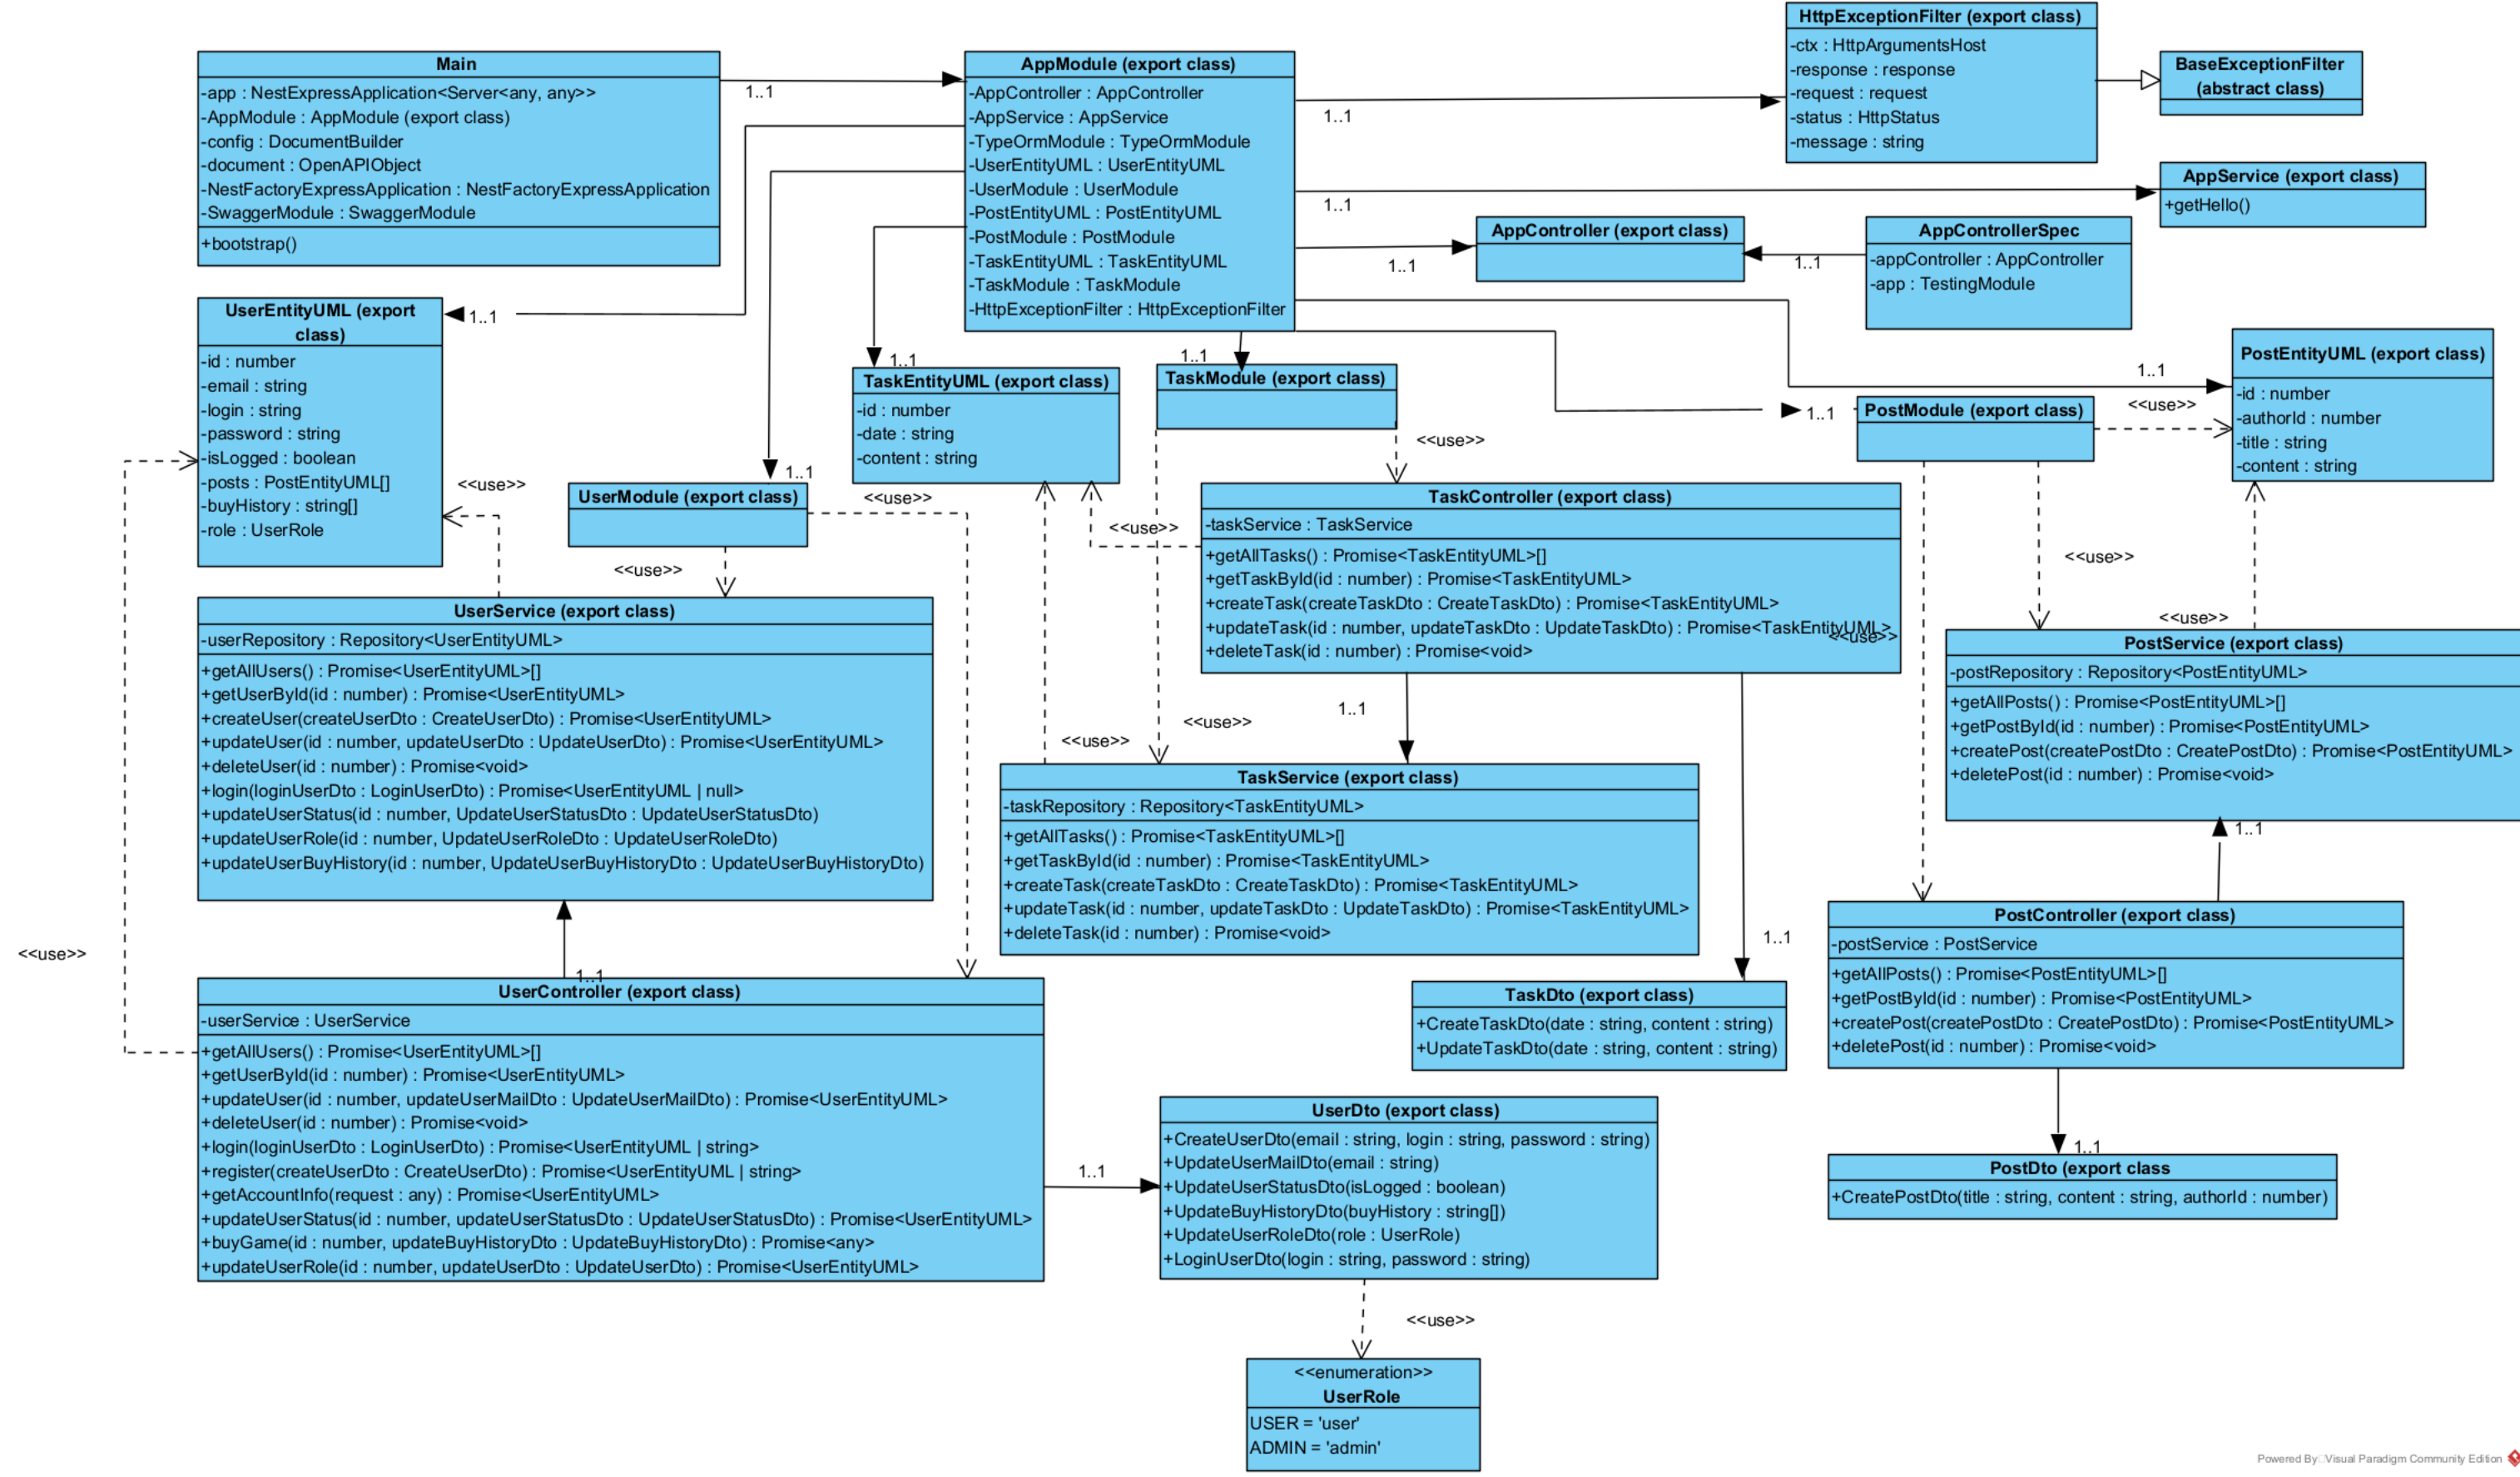 Main
-app : NestExpressApplication<Server<any, any>>
-AppModule : AppModule (export class)
-config : DocumentBuilder
-document : OpenAPIObject
-NestFactoryExpressApplication : NestFactoryExpressApplication
-SwaggerModule : SwaggerModule
+bootstrap()
1..1
AppModule (export class)
-AppController : AppController
-AppService : AppService
-TypeOrmModule : TypeOrmModule
-UserEntityUML : UserEntityUML
-UserModule : UserModule
-PostEntityUML : PostEntityUML
-PostModule : PostModule
-TaskEntityUML : TaskEntityUML
-TaskModule : TaskModule
-HttpExceptionFilter : HttpExceptionFilter
1..1
HttpExceptionFilter (export class)
-ctx : HttpArgumentsHost
-response : response
-request : request
-status : HttpStatus
-message : string
BaseExceptionFilter
(abstract class)
1..1
AppService (export class)
+getHello()
1..1
AppController (export class)
1..1
AppControllerSpec
-appController : AppController
-app : TestingModule
UserEntityUML (export
class)
-id : number
-email : string
-login : string
-password : string
-isLogged : boolean
-posts : PostEntityUML[]
-buyHistory : string[]
-role : UserRole
1..1
<<use>>
UserModule (export class)
1..1
<<use>>
<<use>>
TaskEntityUML (export class)
-id : number
-date : string
-content : string
1..1
1..1
TaskModule (export class)
<<use>>
<<use>>
1..1
PostModule (export class)
1..1
<<use>>
PostEntityUML (export class)
-id : number
-authorId : number
-title : string
-content : string
TaskController (export class)
-taskService : TaskService
+getAllTasks() : Promise<TaskEntityUML>[]
+getTaskById(id : number) : Promise<TaskEntityUML>
+createTask(createTaskDto : CreateTaskDto) : Promise<TaskEntityUML>
+updateTask(id : number, updateTaskDto : UpdateTaskDto) : Promise<TaskEntityUML>
+deleteTask(id : number) : Promise<void>
<<use>>
<<use>>
<<use>>
UserService (export class)
-userRepository : Repository<UserEntityUML>
+getAllUsers() : Promise<UserEntityUML>[]
+getUserById(id : number) : Promise<UserEntityUML>
+createUser(createUserDto : CreateUserDto) : Promise<UserEntityUML>
+updateUser(id : number, updateUserDto : UpdateUserDto) : Promise<UserEntityUML>
+deleteUser(id : number) : Promise<void>
+login(loginUserDto : LoginUserDto) : Promise<UserEntityUML | null>
+updateUserStatus(id : number, UpdateUserStatusDto : UpdateUserStatusDto)
+updateUserRole(id : number, UpdateUserRoleDto : UpdateUserRoleDto)
+updateUserBuyHistory(id : number, UpdateUserBuyHistoryDto : UpdateUserBuyHistoryDto)
PostService (export class)
-postRepository : Repository<PostEntityUML>
+getAllPosts() : Promise<PostEntityUML>[]
+getPostById(id : number) : Promise<PostEntityUML>
+createPost(createPostDto : CreatePostDto) : Promise<PostEntityUML>
+deletePost(id : number) : Promise<void>
1..1
<<use>>
1..1
<<use>>
TaskService (export class)
-taskRepository : Repository<TaskEntityUML>
+getAllTasks() : Promise<TaskEntityUML>[]
+getTaskById(id : number) : Promise<TaskEntityUML>
+createTask(createTaskDto : CreateTaskDto) : Promise<TaskEntityUML>
+updateTask(id : number, updateTaskDto : UpdateTaskDto) : Promise<TaskEntityUML>
+deleteTask(id : number) : Promise<void>
1..1
<<use>>
1..1
UserController (export class)
-userService : UserService
+getAllUsers() : Promise<UserEntityUML>[]
+getUserById(id : number) : Promise<UserEntityUML>
+updateUser(id : number, updateUserMailDto : UpdateUserMailDto) : Promise<UserEntityUML>
+deleteUser(id : number) : Promise<void>
+login(loginUserDto : LoginUserDto) : Promise<UserEntityUML | string>
+register(createUserDto : CreateUserDto) : Promise<UserEntityUML | string>
+getAccountInfo(request : any) : Promise<UserEntityUML>
+updateUserStatus(id : number, updateUserStatusDto : UpdateUserStatusDto) : Promise<UserEntityUML>
+buyGame(id : number, updateBuyHistoryDto : UpdateBuyHistoryDto) : Promise<any>
+updateUserRole(id : number, updateUserDto : UpdateUserDto) : Promise<UserEntityUML>
TaskDto (export class)
+CreateTaskDto(date : string, content : string)
+UpdateTaskDto(date : string, content : string)
PostController (export class)
-postService : PostService
+getAllPosts() : Promise<PostEntityUML>[]
+getPostById(id : number) : Promise<PostEntityUML>
+createPost(createPostDto : CreatePostDto) : Promise<PostEntityUML>
+deletePost(id : number) : Promise<void>
1..1
UserDto (export class)
+CreateUserDto(email : string, login : string, password : string)
+UpdateUserMailDto(email : string)
+UpdateUserStatusDto(isLogged : boolean)
+UpdateBuyHistoryDto(buyHistory : string[])
+UpdateUserRoleDto(role : UserRole)
+LoginUserDto(login : string, password : string)
1..1
PostDto (export class
+CreatePostDto(title : string, content : string, authorId : number)
<<use>>
<<enumeration>>
UserRole
USER = 'user'
ADMIN = 'admin'
Powered By Visual Paradigm Community Edition